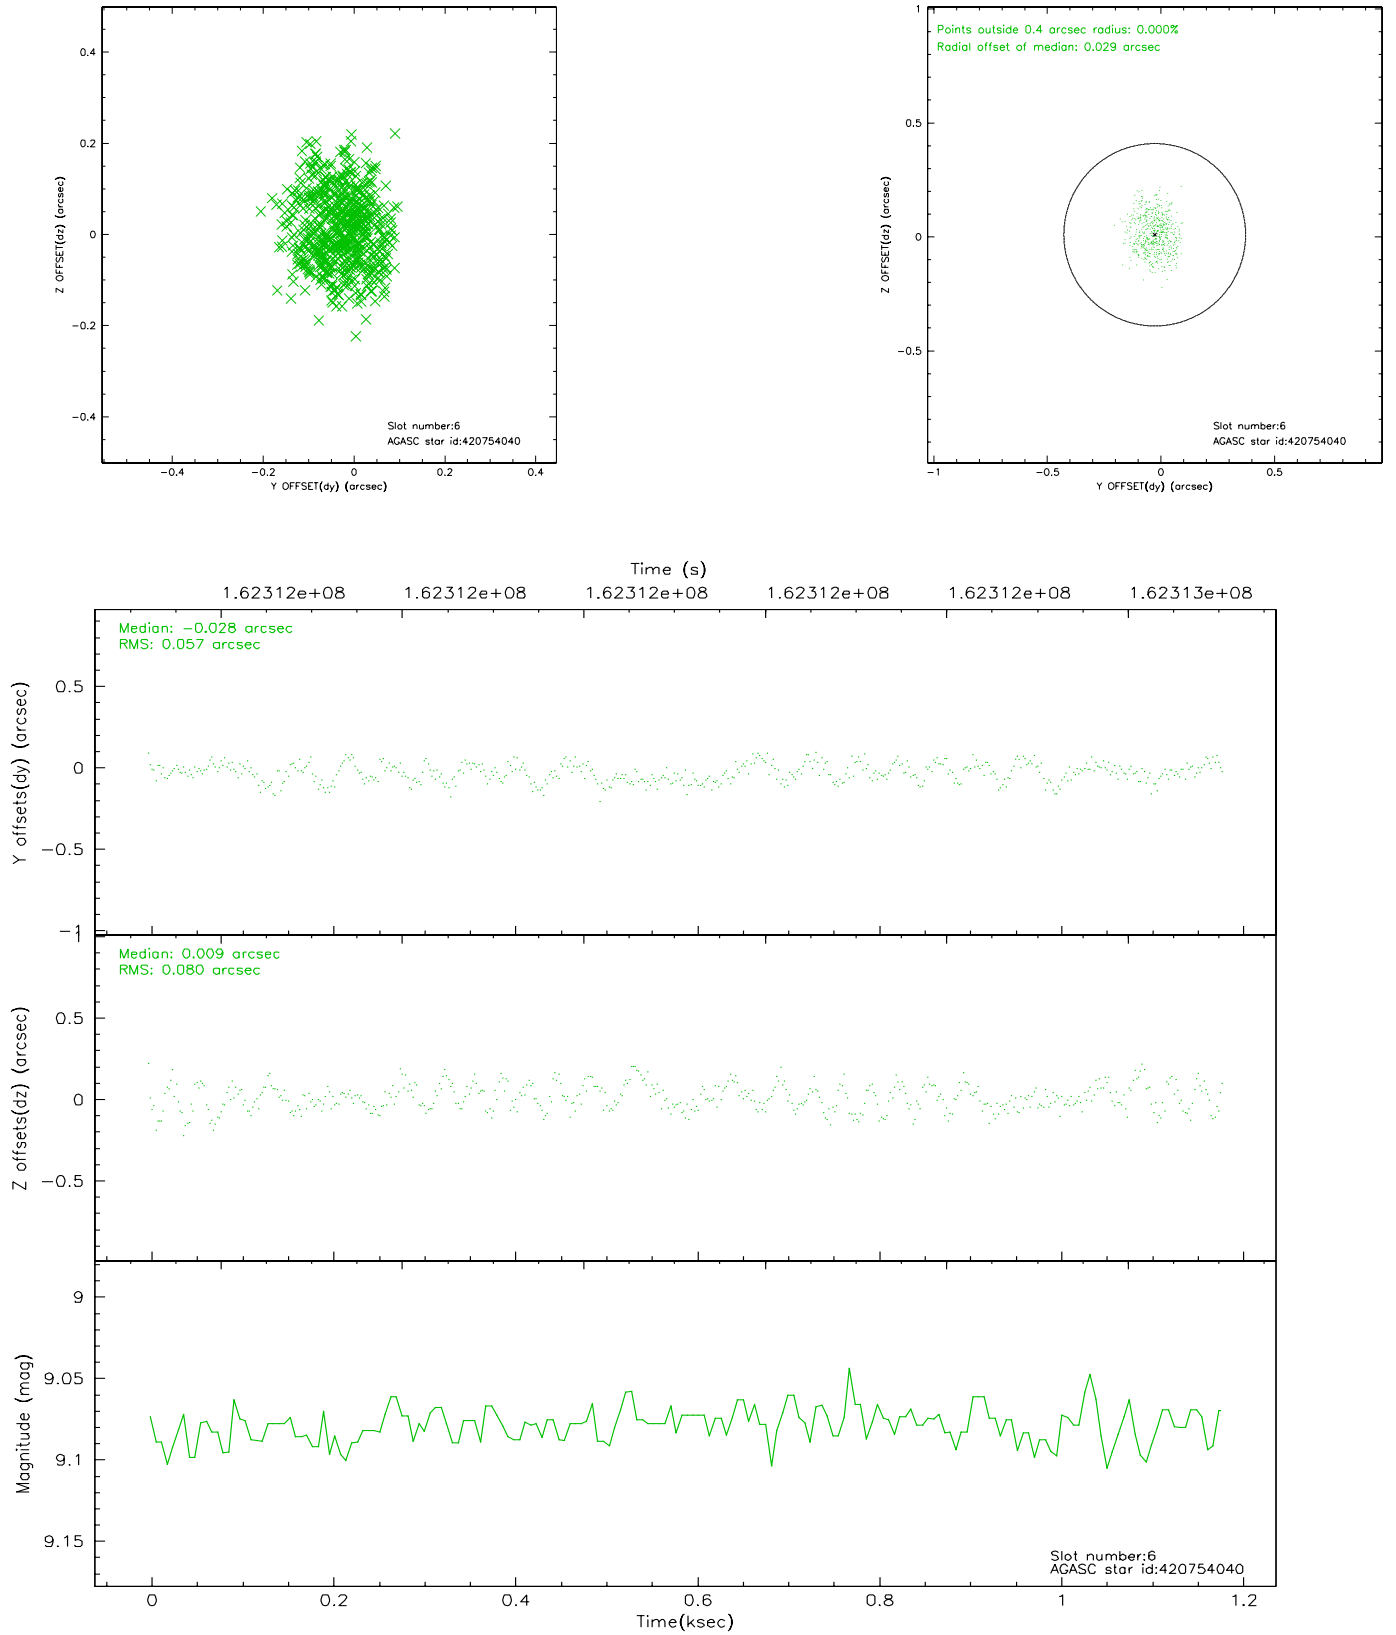 0.4
0.2
0
−0.2
−0.4
Z OFFSET(dz) (arcsec)
Slot number:6
AGASC star id:420754040
−0.4 −0.2 0 0.2 0.4
Y OFFSET(dy) (arcsec)
Points outside 0.4 arcsec radius: 0.000%
Radial offset of median: 0.029 arcsec
1
0.5
0
−0.5
Z OFFSET(dz) (arcsec)
Slot number:6
AGASC star id:420754040
−1 −0.5 0 0.5
Y OFFSET(dy) (arcsec)
Time (s)
1.62312e+08 1.62312e+08 1.62312e+08 1.62312e+08 1.62312e+08 1.62313e+08
Median: −0.028 arcsec
RMS: 0.057 arcsec
0.5
0
−0.5
−1
Y offsets(dy) (arcsec)
Median: 0.009 arcsec
RMS: 0.080 arcsec
1
0.5
0
−0.5
Z offsets(dz) (arcsec)
9
9.05
9.1
9.15
Magnitude (mag)
Slot number:6
AGASC star id:420754040
0 0.2 0.4 0.6 0.8 1 1.2
Time(ksec)